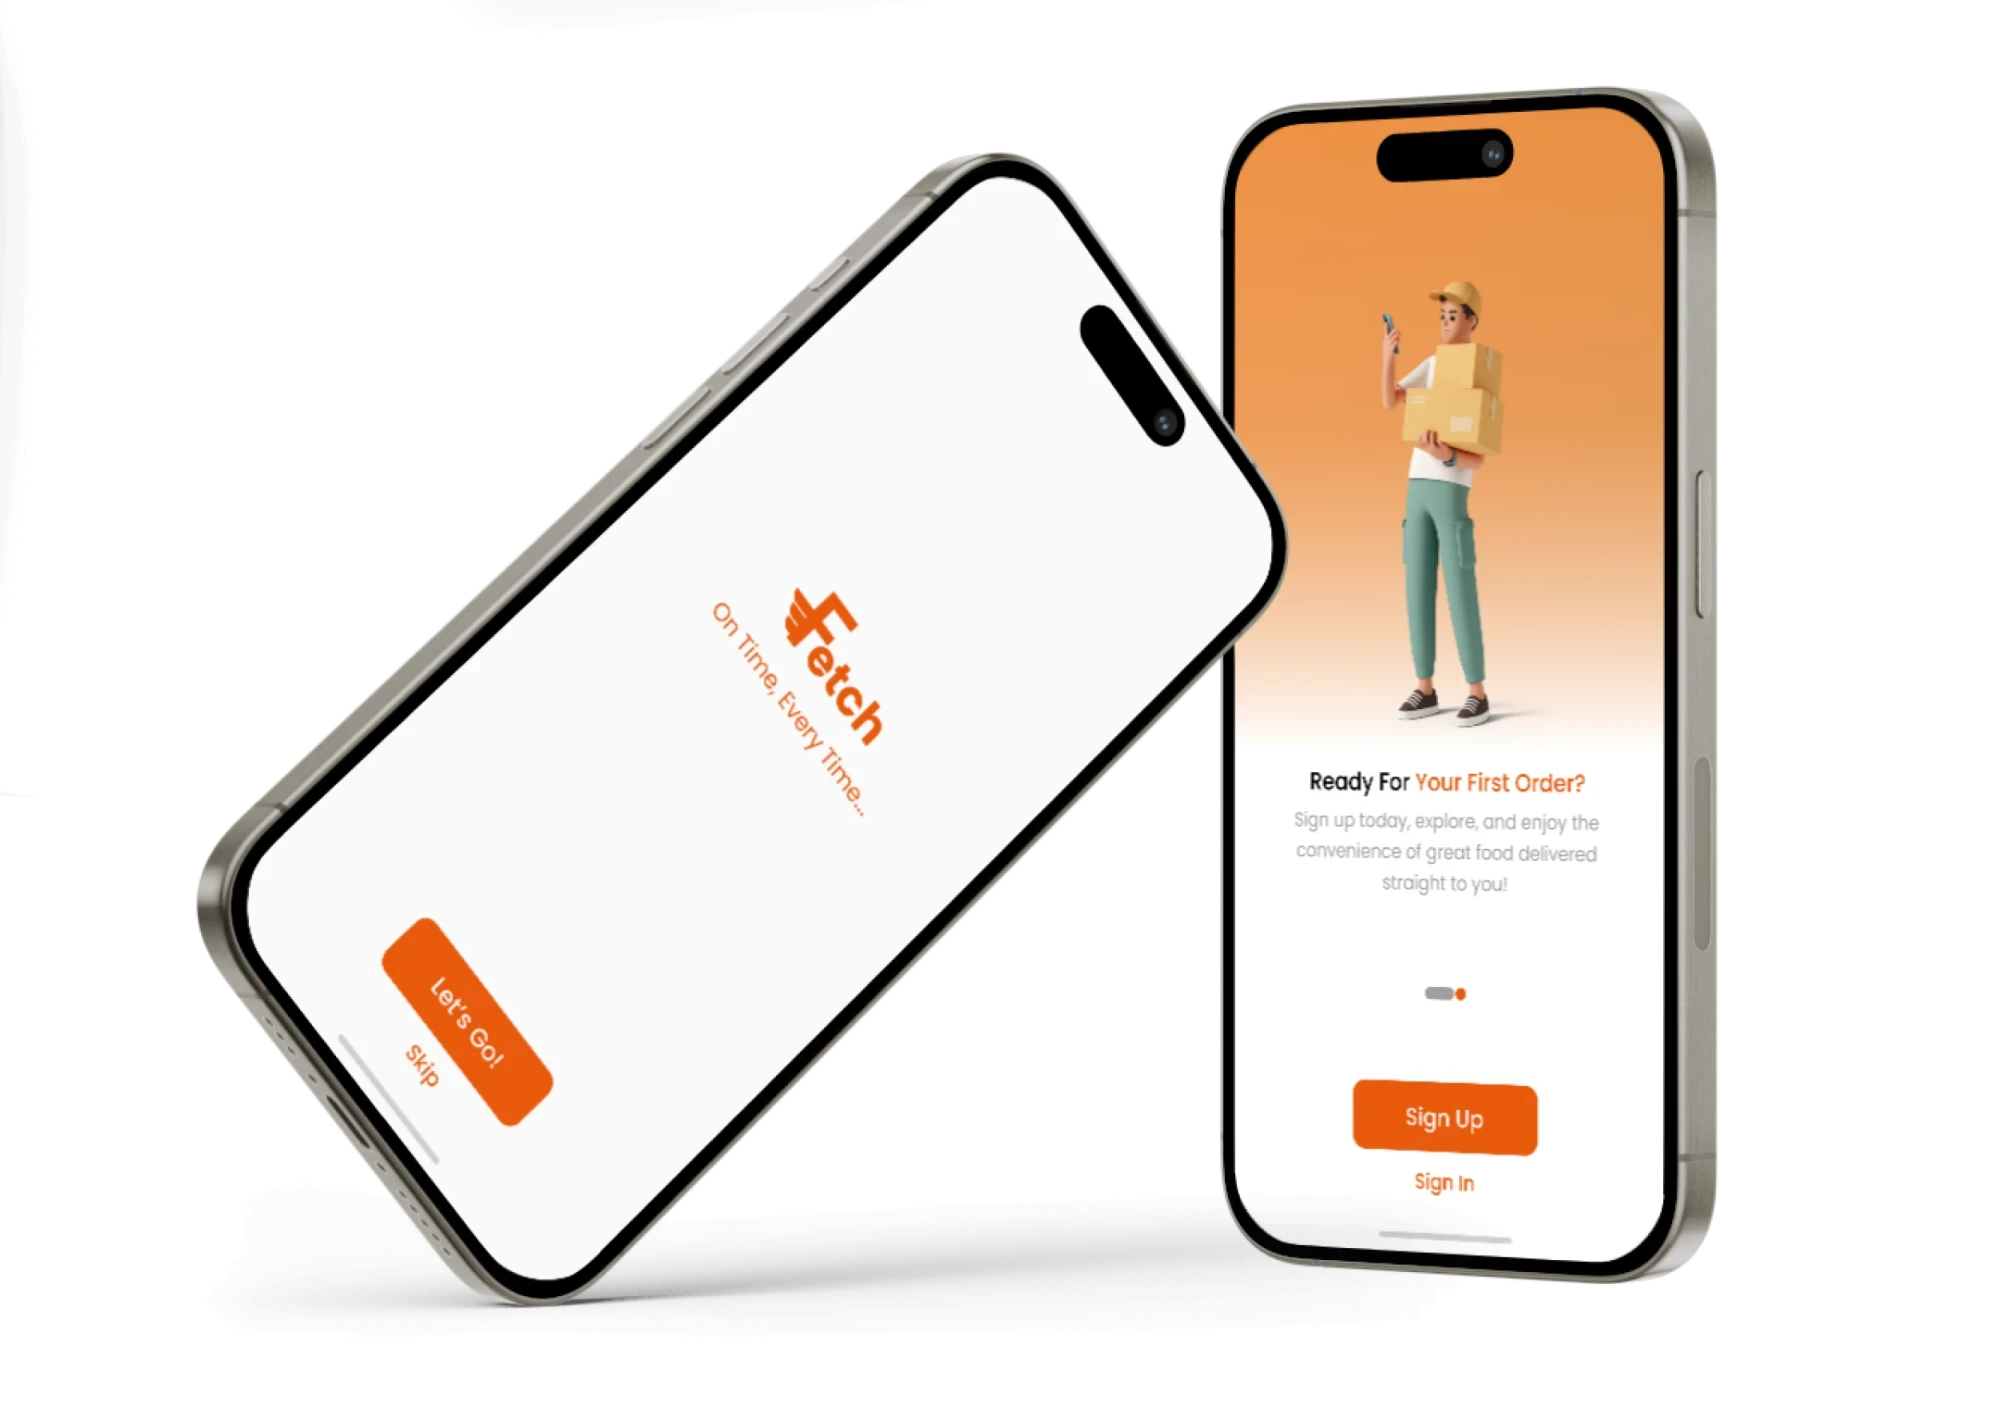 Fetch
On Time, Every Time...
Let's Go!
Skip
Ready For Your First Order?
Sign up today, explore, and enjoy the
convenience of great food delivered
straight to you!
Sign Up
Sign In